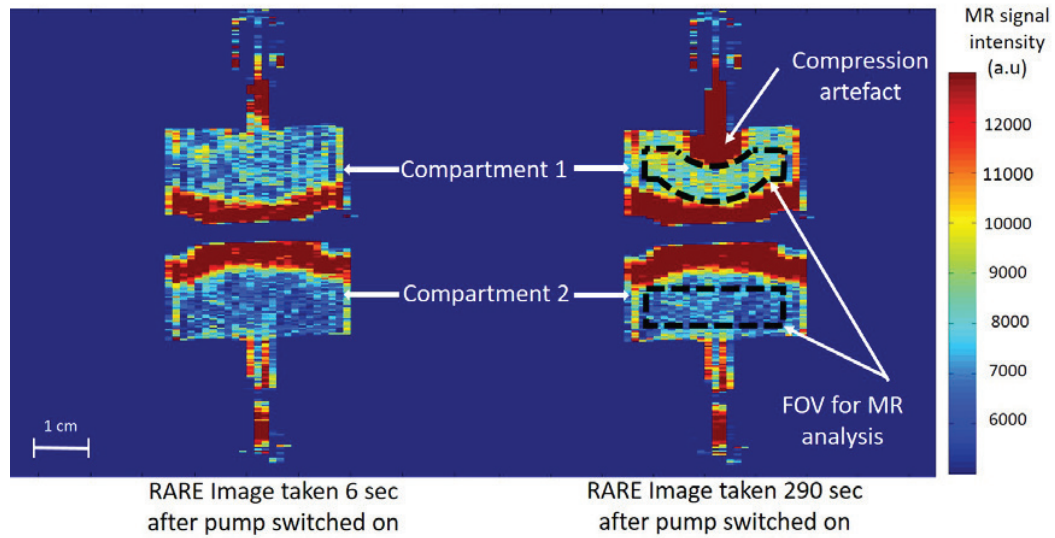 MR signal
intensity
(a.u)
Compression
artefact
12000
11000
Compartment 1
10000
9000
Compartment 2
8000
7000
FOV for MR
analysis
6000
1 cm
RARE Image taken 6 sec
after pump switched on
RARE Image taken 290 sec
after pump switched on